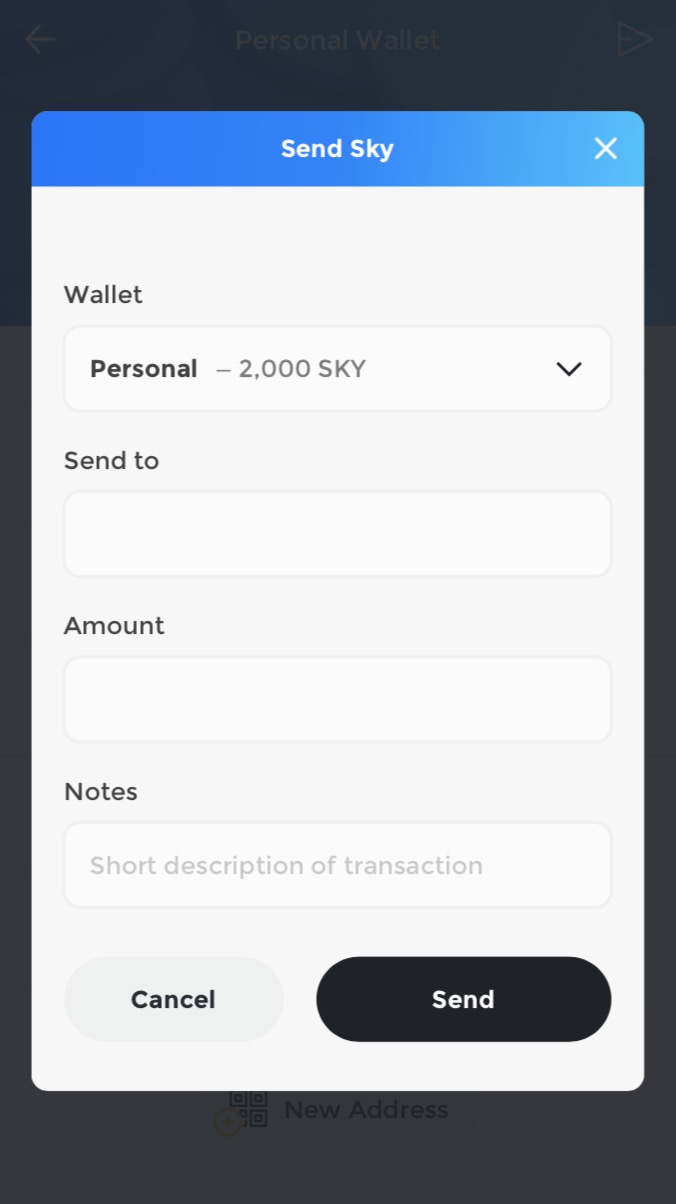 Personal Wallet
Send Sky
Wallet
Personal – 2,000 SKY
Send to
Amount
Notes
Short description of transaction
Cancel
Send
New Address